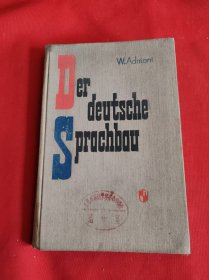 W. Admoni
Der
deutsche
Sprachbau